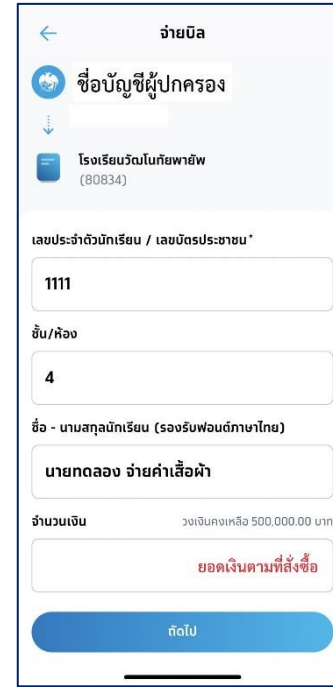 จ่ายบิล
ชื่อบัญชีผู้ปกครอง
โรงเรียนวัฒโนทัยพายัพ
(80834)
เลขประจำตัวนักเรียน / เลขบัตรประชาชน*
1111
ชั้น/ห้อง
4
ชื่อ - นามสกุลนักเรียน (รองรับฟอนต์ภาษาไทย)
นายทดลอง จ่ายค่าเสื้อผ้า
จำนวนเงิน วงเงินคงเหลือ 500,000.00 บาท
ยอดเงินตามที่สั่งซื้อ
ถัดไป